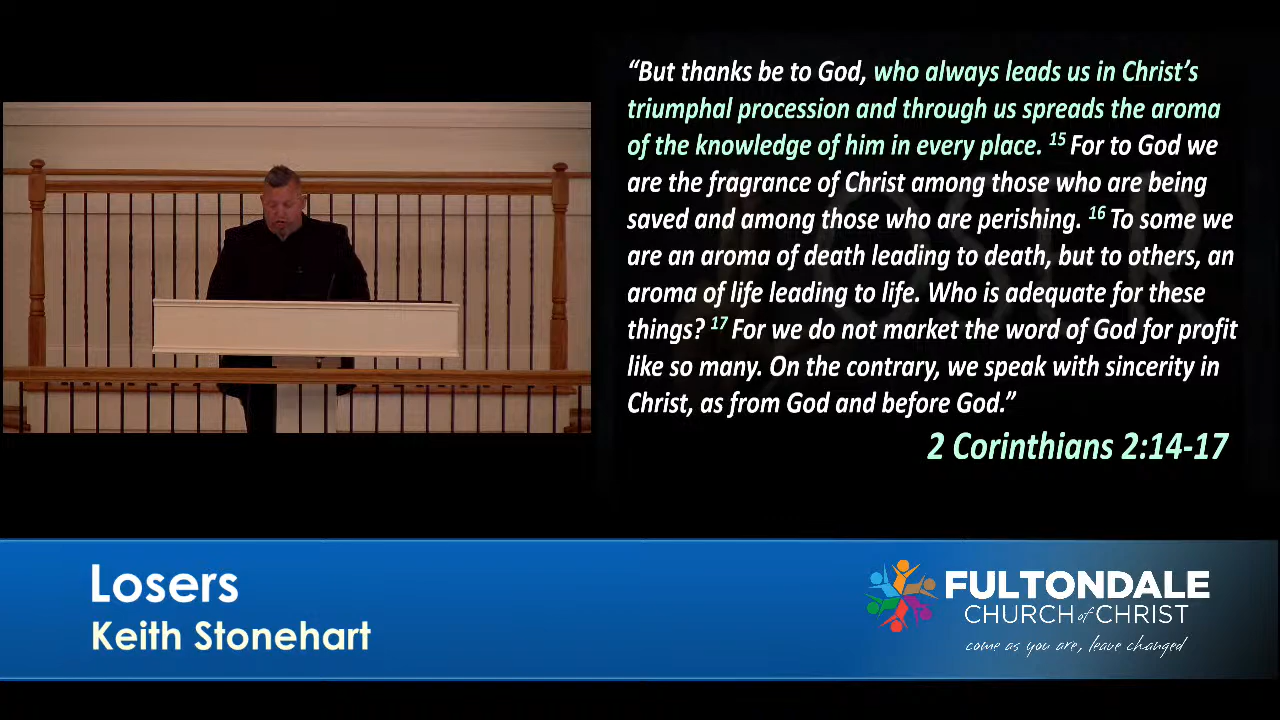 “But thanks be to God, who always leads us in Christ’s
triumphal procession and through us spreads the aroma
of the knowledge of him in every place. 15 For to God we
are the fragrance of Christ among those who are being
saved and among those who are perishing. 16 To some we
are an aroma of death leading to death, but to others, an
aroma of life leading to life. Who is adequate for these
things? 17 For we do not market the word of God for profit
like so many. On the contrary, we speak with sincerity in
Christ, as from God and before God.”
2 Corinthians 2:14-17
LOSER
Losers
Keith Stonehart
FULTONDALE
CHURCH of CHRIST
come as you are, leave changed